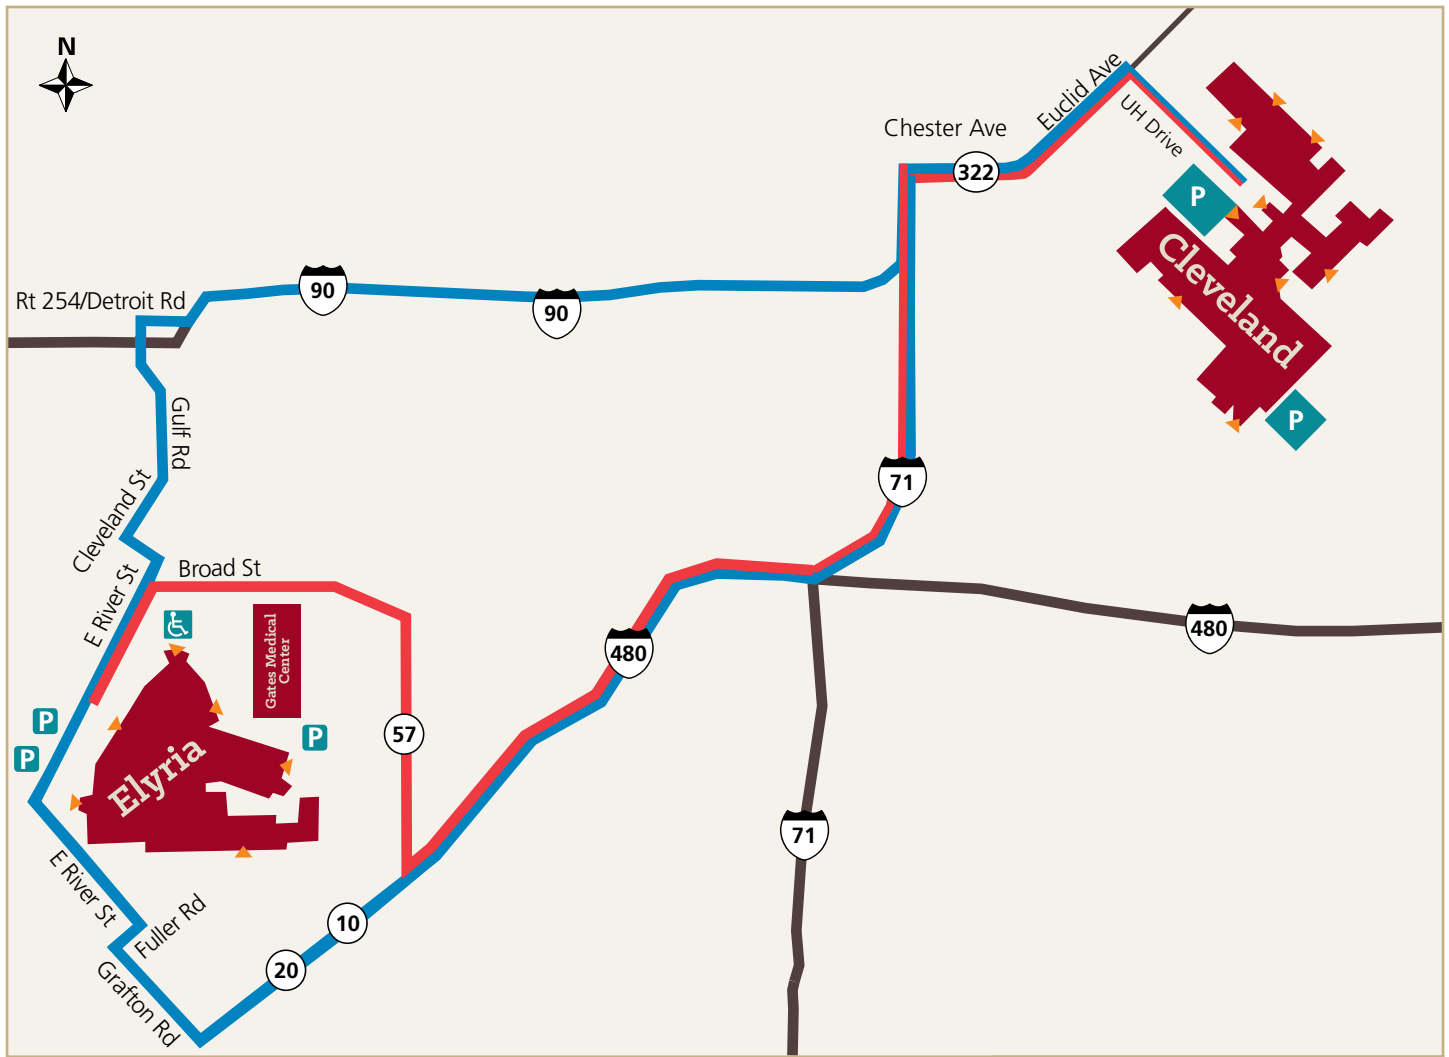 N
Euclid Ave
UH Drive
Chester Ave
322
P
Cleveland
P
Rt 254/Detroit Rd
90
90
Gulf Rd
71
Cleveland St
E River St
Broad St
Gates Medical
Center
480
480
P
P
P
57
Elyria
71
E River St
Fuller Rd
10
20
Grafton Rd